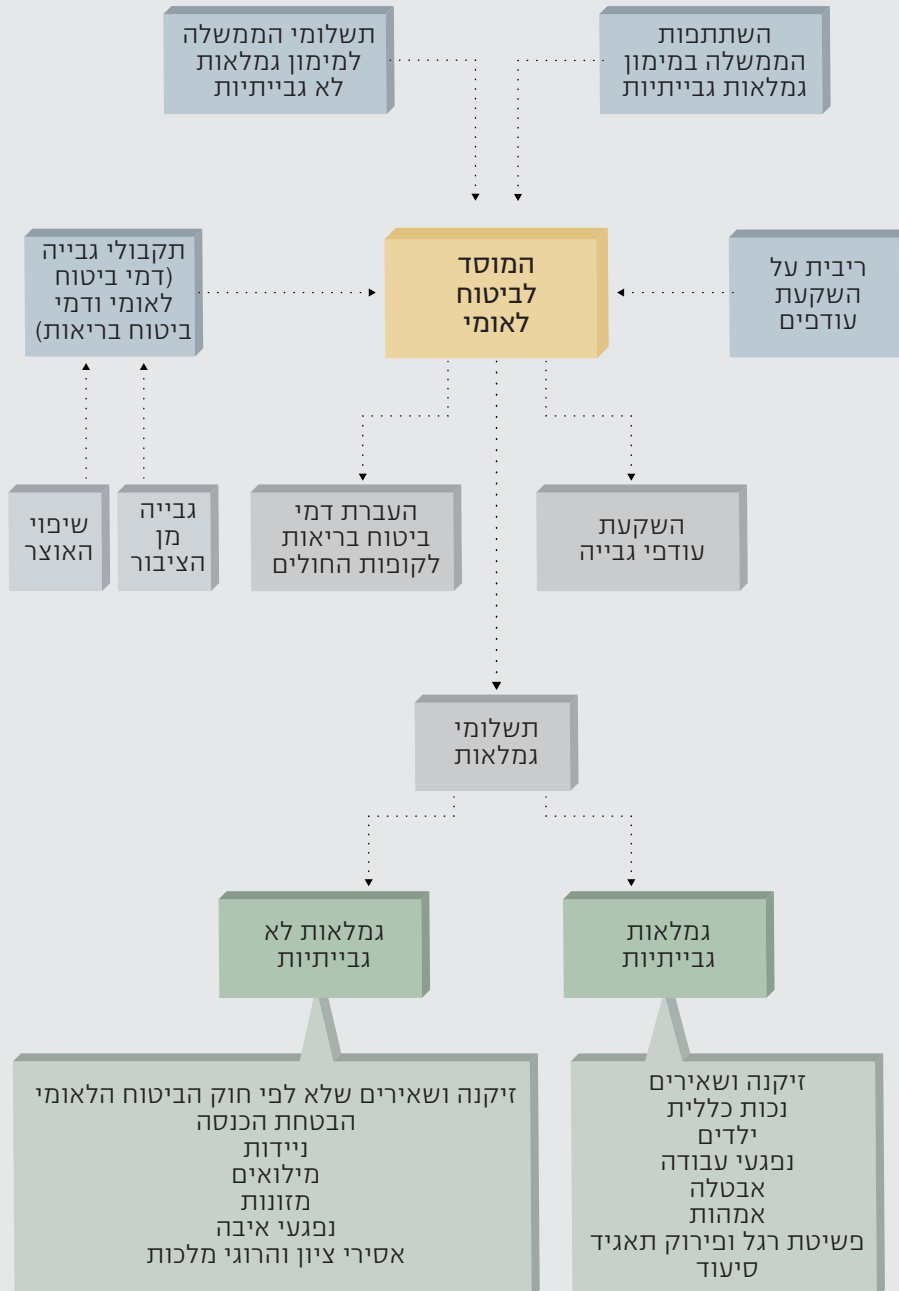 השתתפות
הממשלה במימון
גמלאות גבייתיות
תשלומי הממשלה
למימון גמלאות
לא גבייתיות
ריבית על
השקעת
עודפים
המוסד
לביטוח
לאומי
תקבולי גבייה
(דמי ביטוח
לאומי ודמי
ביטוח בריאות)
השקעת
עודפי גבייה
העברת דמי
ביטוח בריאות
לקופות החולים
גבייה
מן
הציבור
שיפוי
האוצר
תשלומי
גמלאות
גמלאות
גבייתיות
גמלאות לא
גבייתיות
זיקנה ושאירים
נכות כללית
ילדים
נפגעי עבודה
אבטלה
אמהות
פשיטת רגל ופירוק תאגיד
סיעוד
זיקנה ושאירים שלא לפי חוק הביטוח הלאומי
הבטחת הכנסה
ניידות
מילואים
מזונות
נפגעי איבה
אסירי ציון והרוגי מלכות